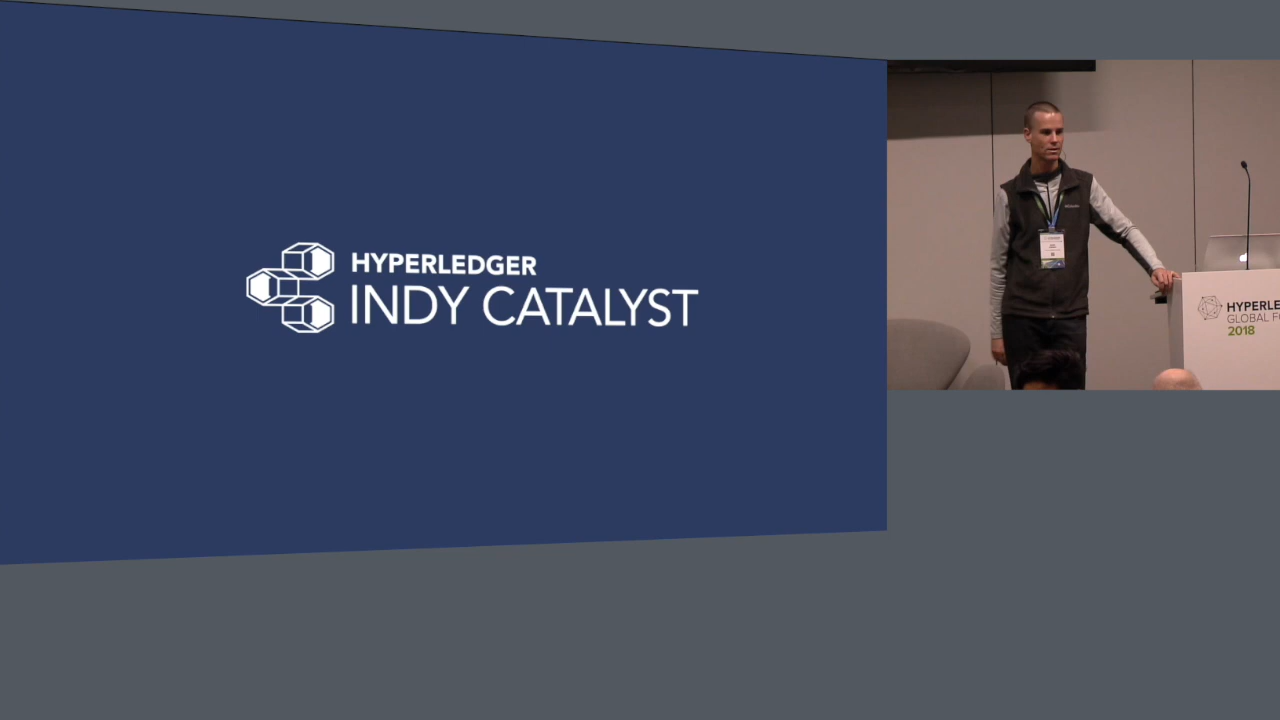 HYPERLEDGER
INDY CATALYST
HYPERLE
GLOBAL F
2018